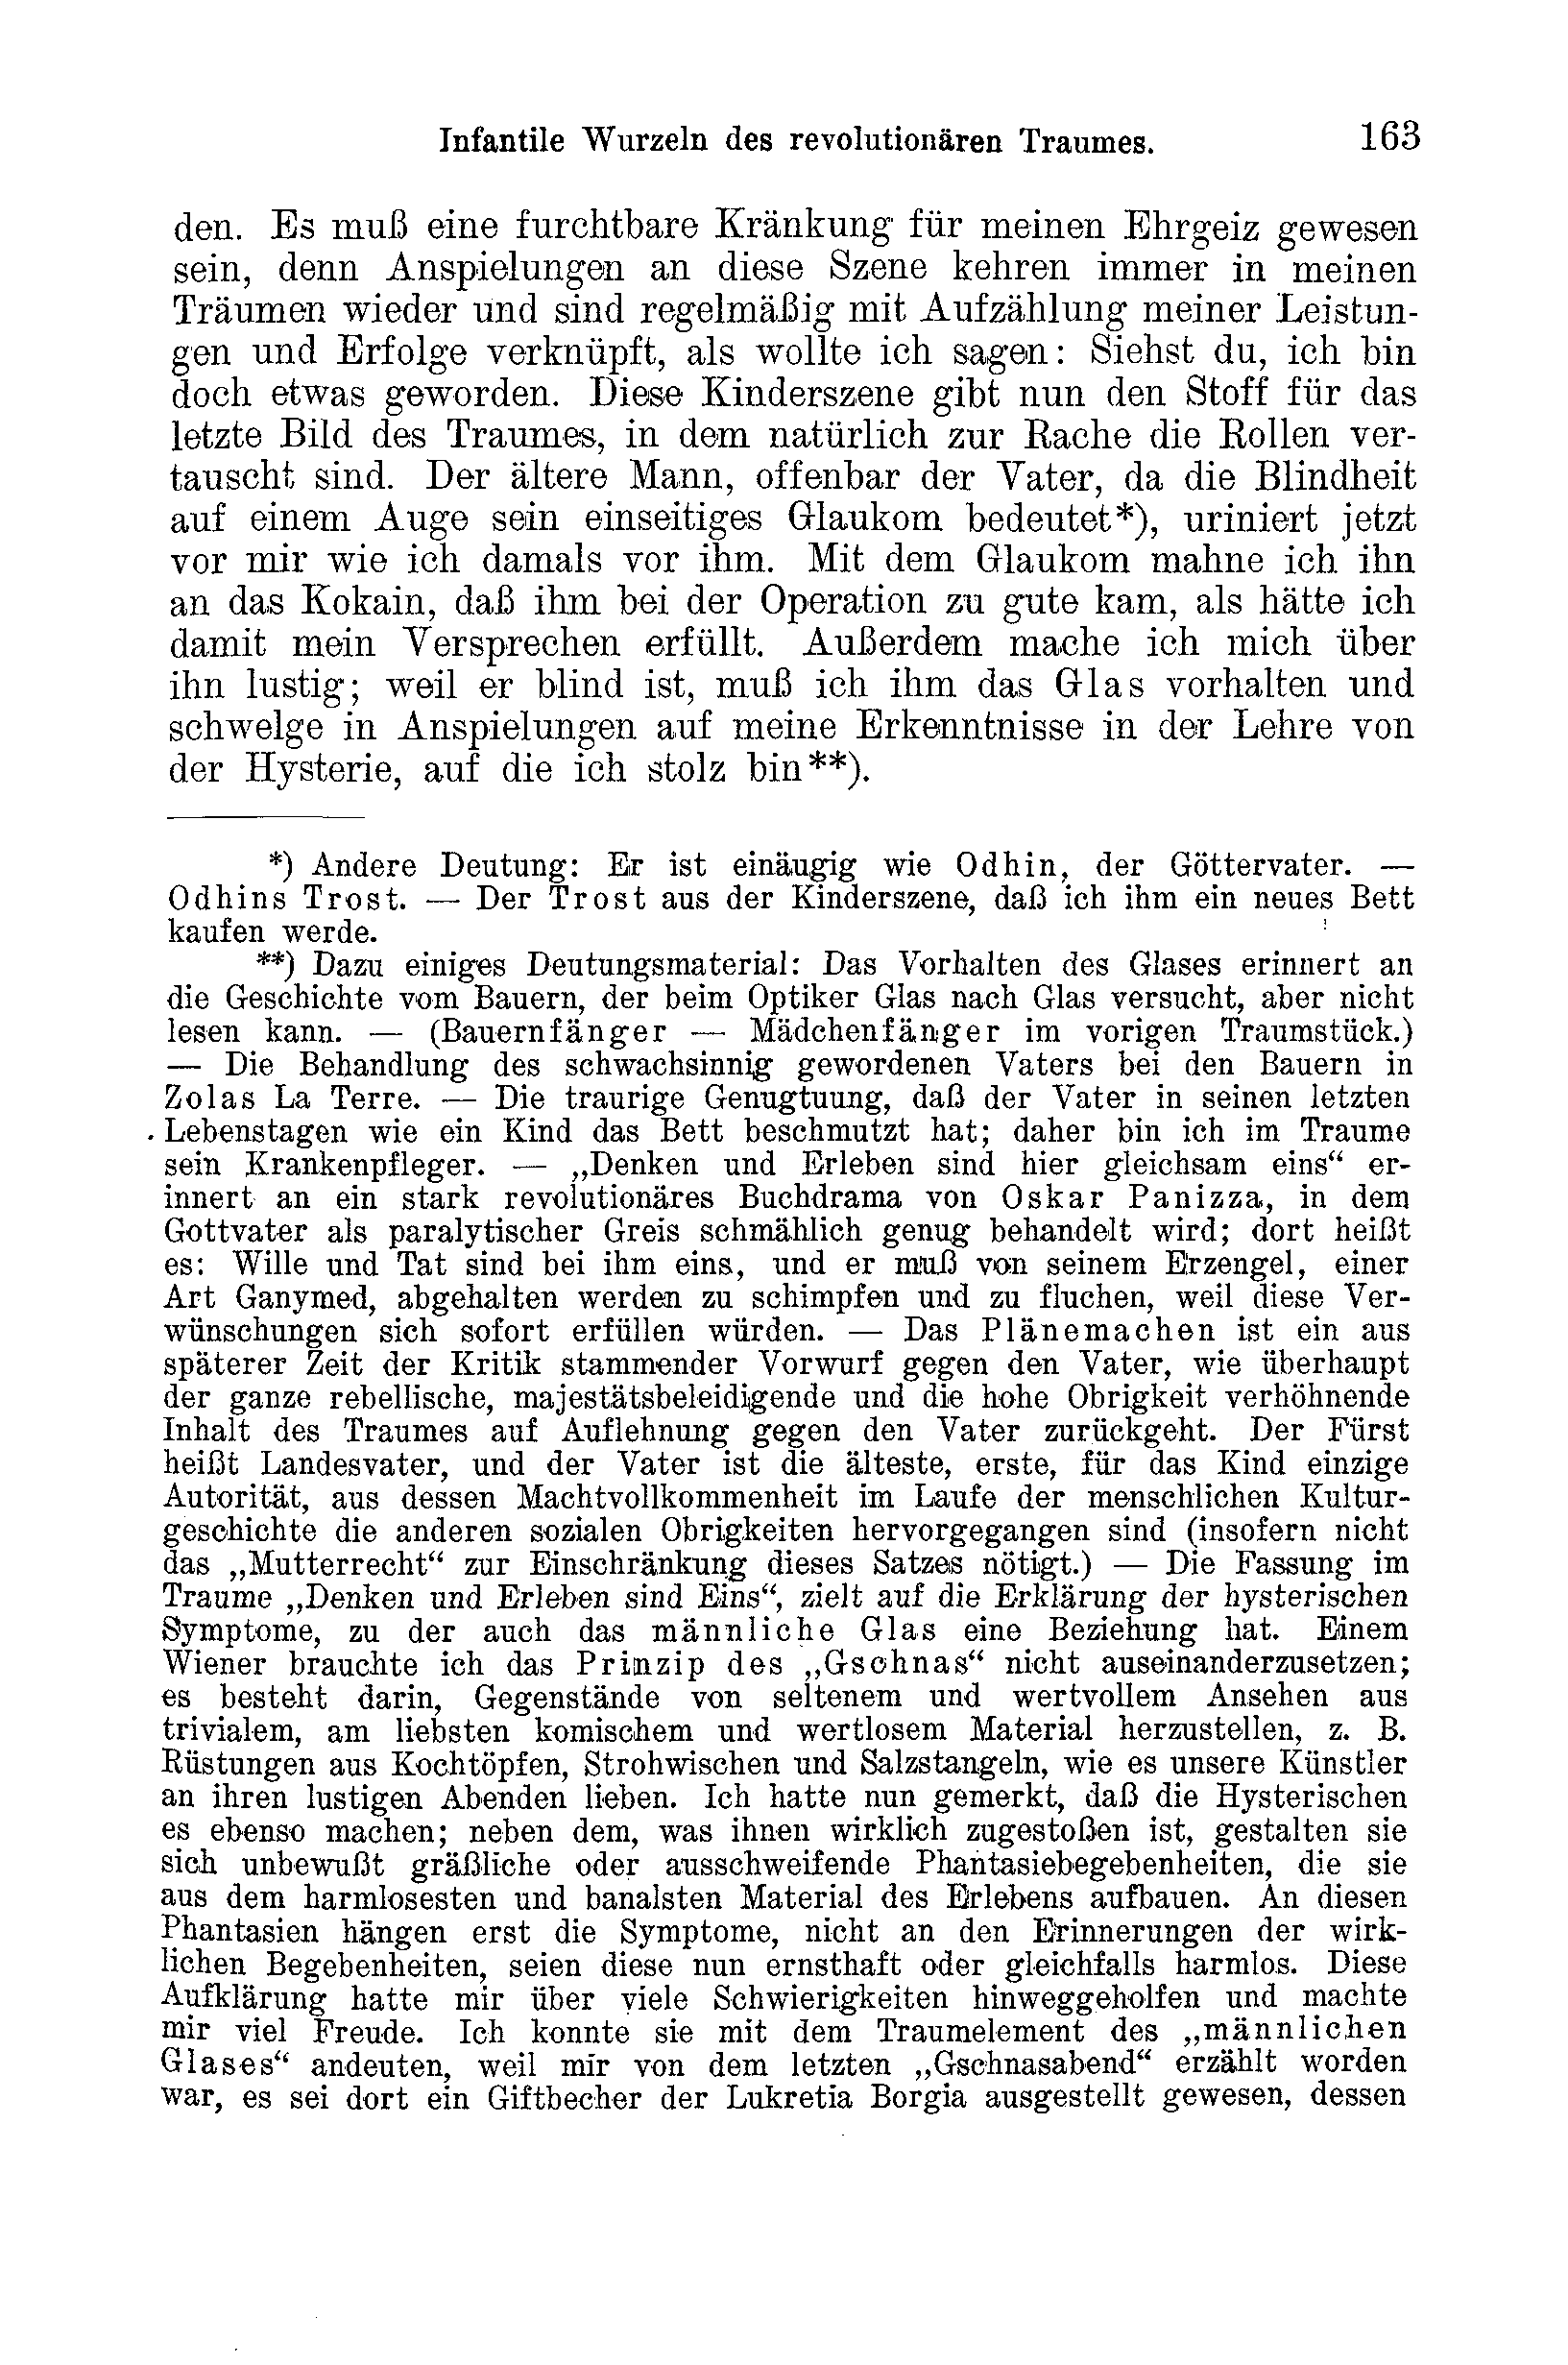 Infantile Wurzeln des revolutionären Traumes. 163
den. Es muß eine furchtbare Kränkung für meinen Ehrgeiz gewesen
sein, denn Anspielungen an diese Szene kehren immer in meinen
Träumen wieder und sind regelmäßig mit Aufzählung meiner Leistun-
gen und Erfolge verknüpft, als wollte ich sagen: Siehst du, ich bin
doch etwas geworden. Diese Kinderszene gibt nun den Stoff für das
letzte Bild des Traumes, in dem natürlich zur Rache die Rollen ver-
tauscht sind. Der ältere Mann, offenbar der Vater, da die Blindheit
auf einem Auge sein einseitiges Glaukom bedeutet*), uriniert jetzt
vor mir wie ich damals vor ihm. Mit dem Glaukom mahne ich ihn
an das Kokain, daß ihm bei der Operation zu gute kam, als hätte ich
damit mein Versprechen erfüllt. Außerdem mache ich mich über
ihn lustig; weil er blind ist, muß ich ihm das Glas vorhalten und
schwelge in Anspielungen auf meine Erkenntnisse in der Lehre von
der Hysterie, auf die ich stolz bin**).
*) Andere Deutung: Er ist einäugig wie Odhin, der Göttervater. —
Odhins Trost. — Der Trost aus der Kinderszene, daß ich ihm ein neues Bett
kaufen werde.
**) Dazu einiges Deutungsmaterial: Das Vorhalten des Glases erinnert an
die Geschichte vom Bauern, der beim Optiker Glas nach Glas versucht, aber nicht
lesen kann. — (Bauernfänger — Mädchenfänger im vorigen Traumstück.)
— Die Behandlung des schwachsinnig gewordenen Vaters bei den Bauern in
Zolas La Terre. — Die traurige Genugtuung, daß der Vater in seinen letzten
Lebenstagen wie ein Kind das Bett beschmutzt hat; daher bin ich im Traume
sein Krankenpfleger. — „Denken und Erleben sind hier gleichsam eins“ er-
innert an ein stark revolutionäres Buchdrama von Oskar Panizza, in dem
Gottvater als paralytischer Greis schmählich genug behandelt wird; dort heißt
es: Wille und Tat sind bei ihm eins, und er muß von seinem Erzengel, einer
Art Ganymed, abgehalten werden zu schimpfen und zu fluchen, weil diese Ver-
wünschungen sich sofort erfüllen würden. — Das Plänemachen ist ein aus
späterer Zeit der Kritik stammender Vorwurf gegen den Vater, wie überhaupt
der ganze rebellische, majestätsbeleidigende und die hohe Obrigkeit verhöhnende
Inhalt des Traumes auf Auflehnung gegen den Vater zurückgeht. Der Fürst
heißt Landesvater, und der Vater ist die älteste, erste, für das Kind einzige
Autorität, aus dessen Machtvollkommenheit im Laufe der menschlichen Kultur-
geschichte die anderen sozialen Obrigkeiten hervorgegangen sind (insofern nicht
das „Mutterrecht“ zur Einschränkung dieses Satzes nötigt.) — Die Fassung im
Traume „Denken und Erleben sind Eins“, zielt auf die Erklärung der hysterischen
Symptome, zu der auch das männliche Glas eine Beziehung hat. Einem
Wiener brauchte ich das Prinzip des „Gschnas“ nicht auseinanderzusetzen;
es besteht darin, Gegenstände von seltenem und wertvollem Ansehen aus
trivialem, am liebsten komischem und wertlosem Material herzustellen, z. B.
Rüstungen aus Kochtöpfen, Strohwischen und Salzstangeln, wie es unsere Künstler
an ihren lustigen Abenden lieben. Ich hatte nun gemerkt, daß die Hysterischen
es ebenso machen; neben dem, was ihnen wirklich zugestoßen ist, gestalten sie
sich unbewußt gräßliche oder ausschweifende Phantasiebegebenheiten, die sie
aus dem harmlosesten und banalsten Material des Erlebens aufbauen. An diesen
Phantasien hängen erst die Symptome, nicht an den Erinnerungen der wirk-
lichen Begebenheiten, seien diese nun ernsthaft oder gleichfalls harmlos. Diese
Aufklärung hatte mir über viele Schwierigkeiten hinweggeholfen und machte
mir viel Freude. Ich konnte sie mit dem Traumelement des „männlichen
Glases“ andeuten, weil mir von dem letzten „Gschnasabend“ erzählt worden
war, es sei dort ein Giftbecher der Lukretia Borgia ausgestellt gewesen, dessen